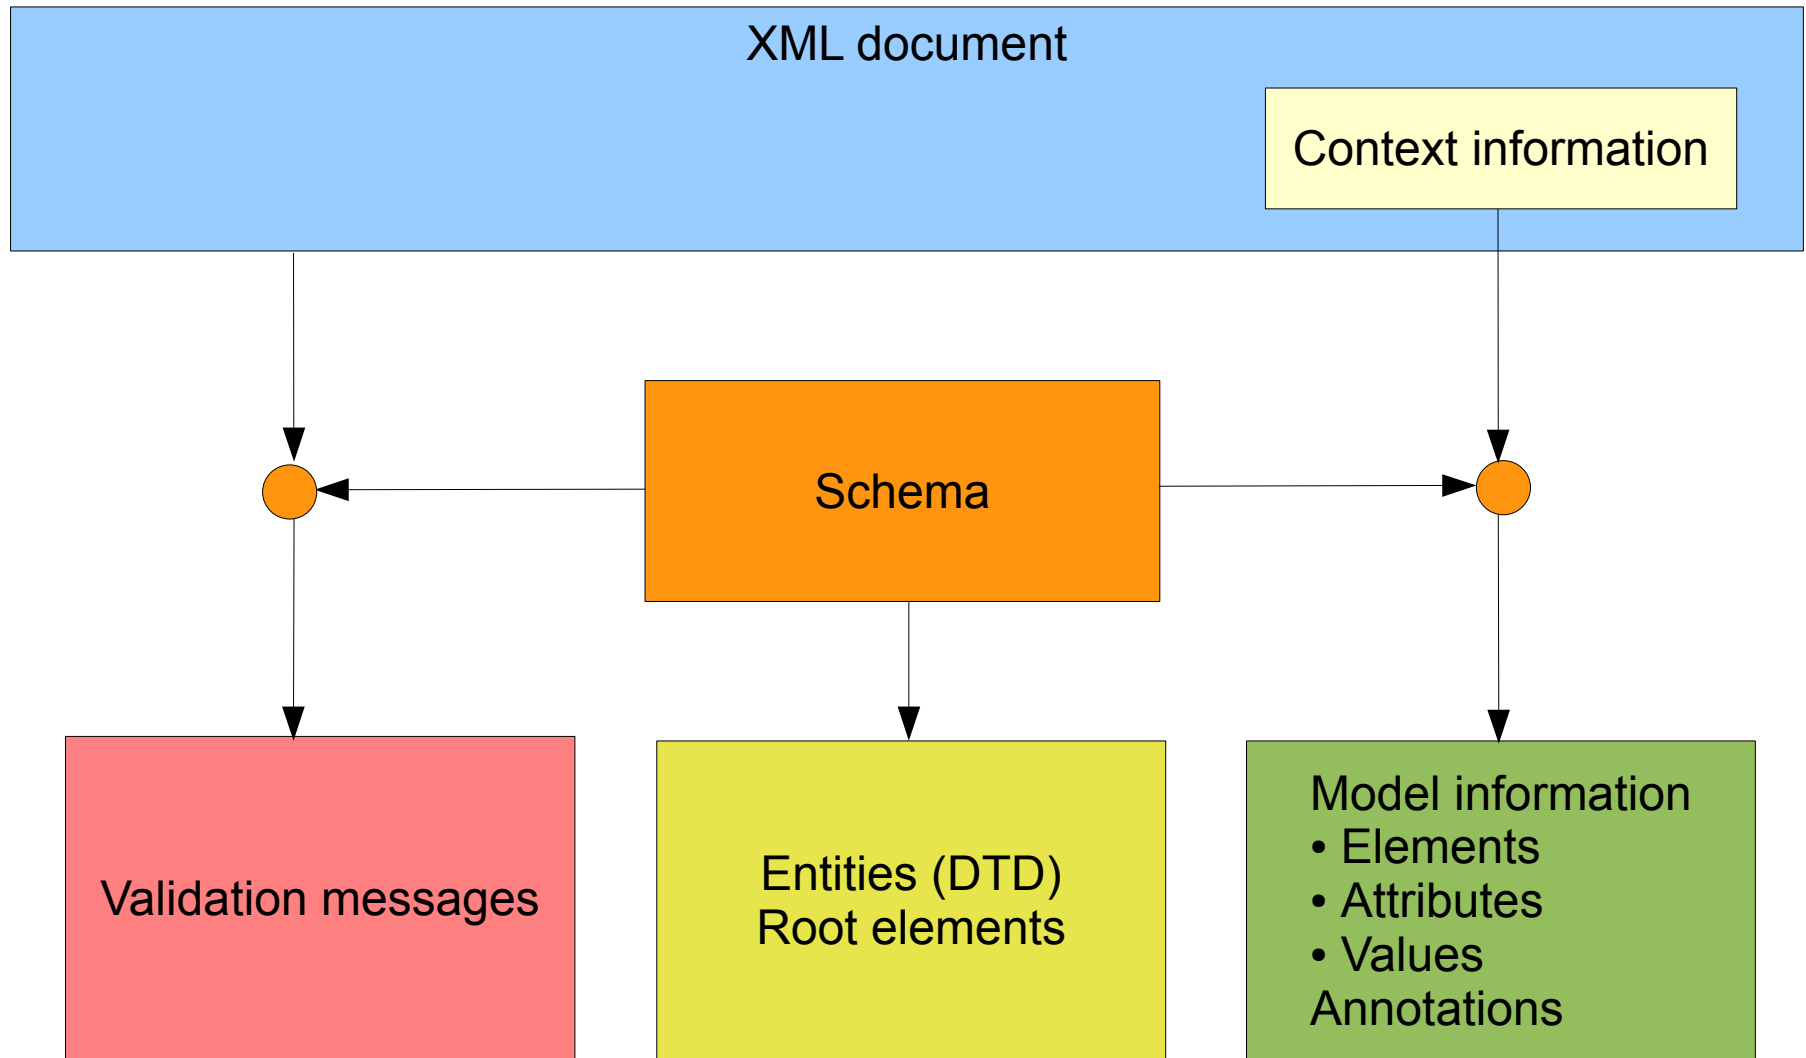 XML document
Context information
Schema
Validation messages
Entities (DTD)
Root elements
Model information
• Elements
• Attributes
• Values
Annotations